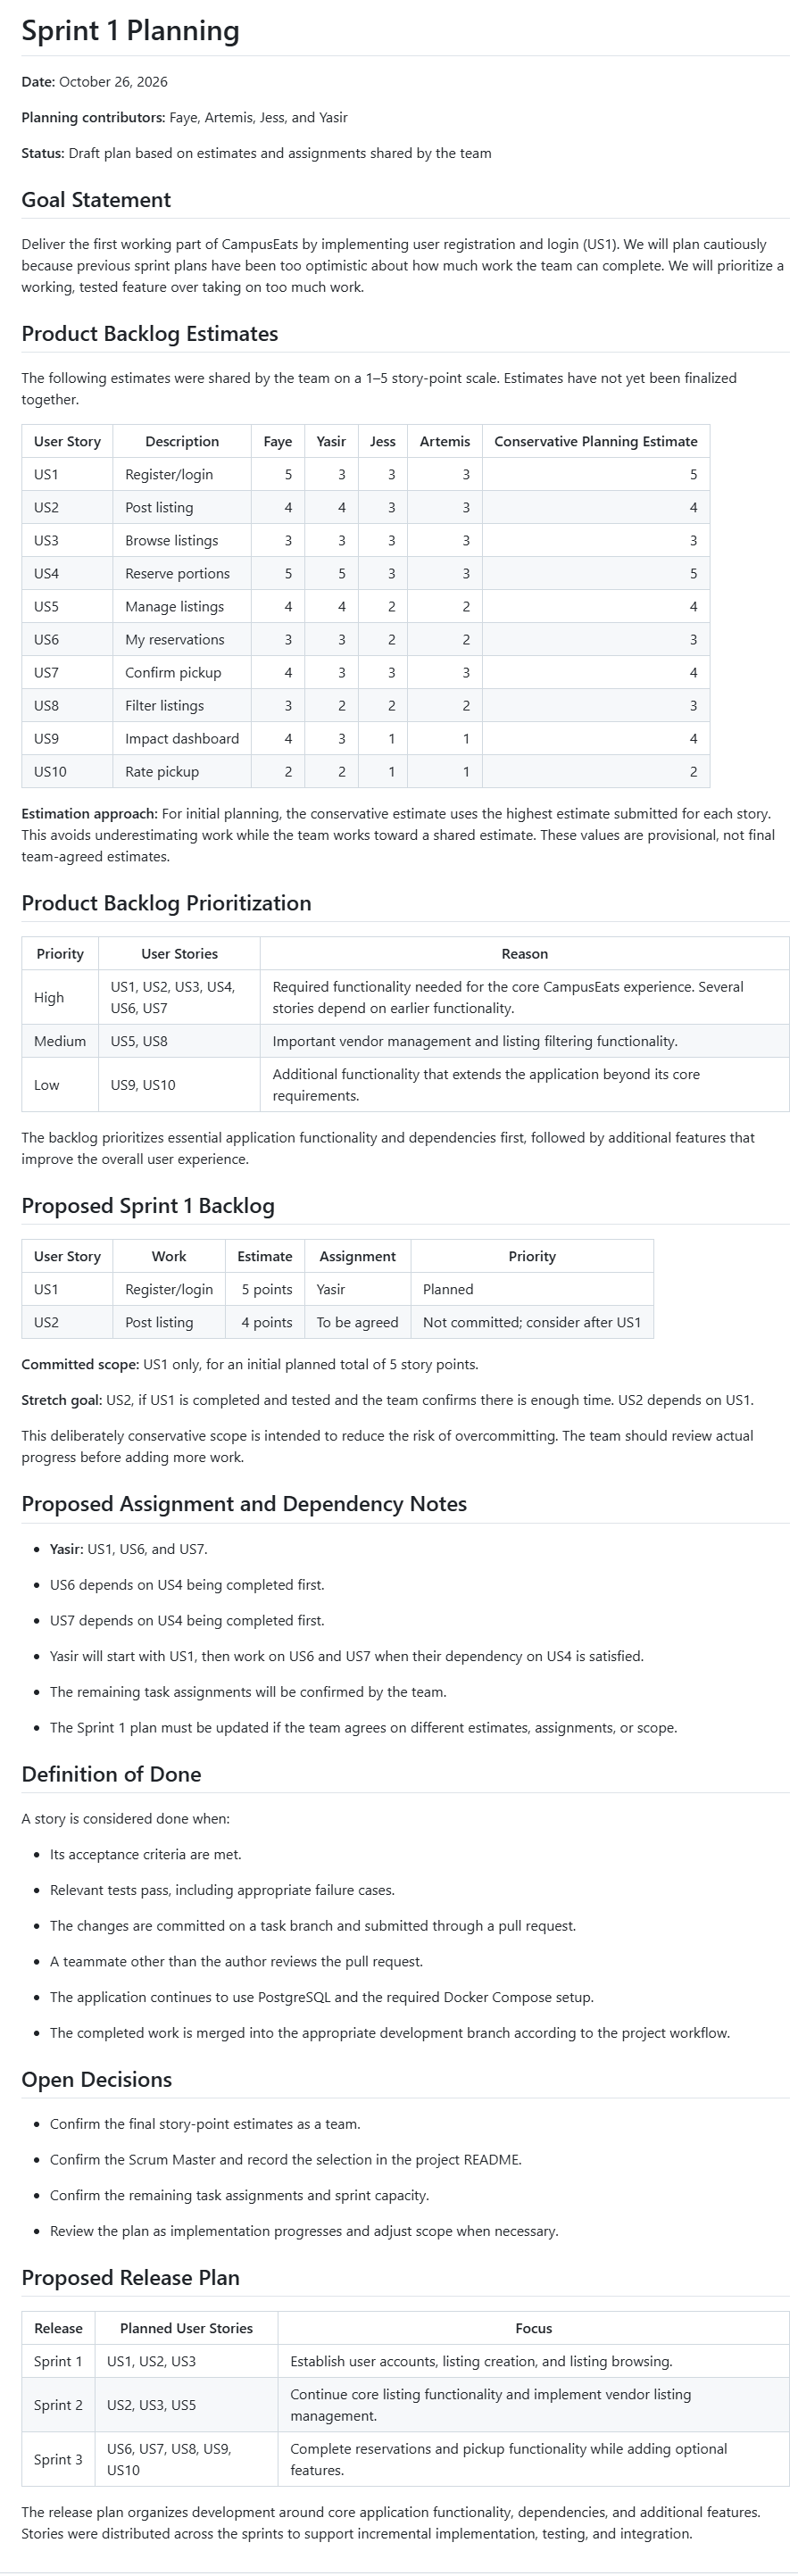 Sprint 1 Planning
Date: October 26, 2026
Planning contributors: Faye, Artemis, Jess, and Yasir
Status: Draft plan based on estimates and assignments shared by the team
Goal Statement
Deliver the first working part of CampusEats by implementing user registration and login (US1). We will plan cautiously
because previous sprint plans have been too optimistic about how much work the team can complete. We will prioritize a
working, tested feature over taking on too much work.
Product Backlog Estimates
The following estimates were shared by the team on a 1–5 story-point scale. Estimates have not yet been finalized
together.
User Story Description Faye Yasir Jess Artemis Conservative Planning Estimate
US1 Register/login 5 3 3 3 5
US2 Post listing 4 4 3 3 4
US3 Browse listings 3 3 3 3 3
US4 Reserve portions 5 5 3 3 5
US5 Manage listings 4 4 2 2 4
US6 My reservations 3 3 2 2 3
US7 Confirm pickup 4 3 3 3 4
US8 Filter listings 3 2 2 2 3
US9 Impact dashboard 4 3 1 1 4
US10 Rate pickup 2 2 1 1 2
Estimation approach: For initial planning, the conservative estimate uses the highest estimate submitted for each story.
This avoids underestimating work while the team works toward a shared estimate. These values are provisional, not final
team-agreed estimates.
Product Backlog Prioritization
Priority User Stories Reason
High US1, US2, US3, US4, Required functionality needed for the core CampusEats experience. Several
US6, US7 stories depend on earlier functionality.
Medium US5, US8 Important vendor management and listing filtering functionality.
Low US9, US10 Additional functionality that extends the application beyond its core
requirements.
The backlog prioritizes essential application functionality and dependencies first, followed by additional features that
improve the overall user experience.
Proposed Sprint 1 Backlog
User Story Work Estimate Assignment Priority
US1 Register/login 5 points Yasir Planned
US2 Post listing 4 points To be agreed Not committed; consider after US1
Committed scope: US1 only, for an initial planned total of 5 story points.
Stretch goal: US2, if US1 is completed and tested and the team confirms there is enough time. US2 depends on US1.
This deliberately conservative scope is intended to reduce the risk of overcommitting. The team should review actual
progress before adding more work.
Proposed Assignment and Dependency Notes
• Yasir: US1, US6, and US7.
• US6 depends on US4 being completed first.
• US7 depends on US4 being completed first.
• Yasir will start with US1, then work on US6 and US7 when their dependency on US4 is satisfied.
• The remaining task assignments will be confirmed by the team.
• The Sprint 1 plan must be updated if the team agrees on different estimates, assignments, or scope.
Definition of Done
A story is considered done when:
• Its acceptance criteria are met.
• Relevant tests pass, including appropriate failure cases.
• The changes are committed on a task branch and submitted through a pull request.
• A teammate other than the author reviews the pull request.
• The application continues to use PostgreSQL and the required Docker Compose setup.
• The completed work is merged into the appropriate development branch according to the project workflow.
Open Decisions
• Confirm the final story-point estimates as a team.
• Confirm the Scrum Master and record the selection in the project README.
• Confirm the remaining task assignments and sprint capacity.
• Review the plan as implementation progresses and adjust scope when necessary.
Proposed Release Plan
Release Planned User Stories Focus
Sprint 1 US1, US2, US3 Establish user accounts, listing creation, and listing browsing.
Sprint 2 US2, US3, US5 Continue core listing functionality and implement vendor listing
management.
Sprint 3 US6, US7, US8, US9, Complete reservations and pickup functionality while adding optional
US10 features.
The release plan organizes development around core application functionality, dependencies, and additional features.
Stories were distributed across the sprints to support incremental implementation, testing, and integration.